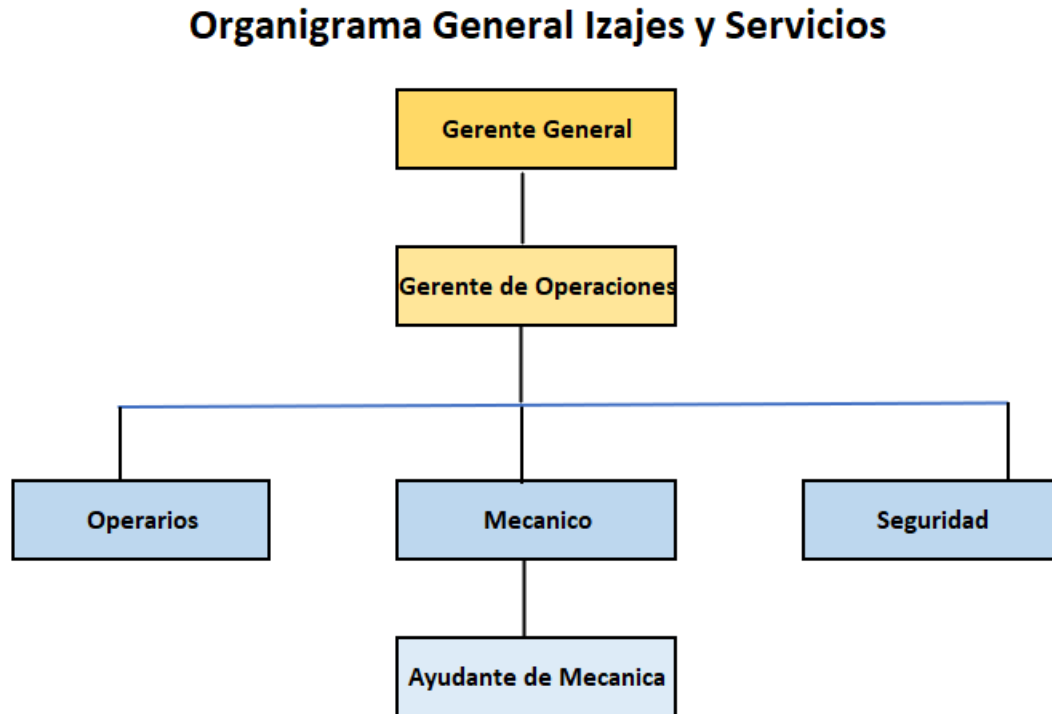 Organigrama General Izajes y Servicios
Gerente General
Gerente de Operaciones
Operarios
Mecanico
Seguridad
Ayudante de Mecanica